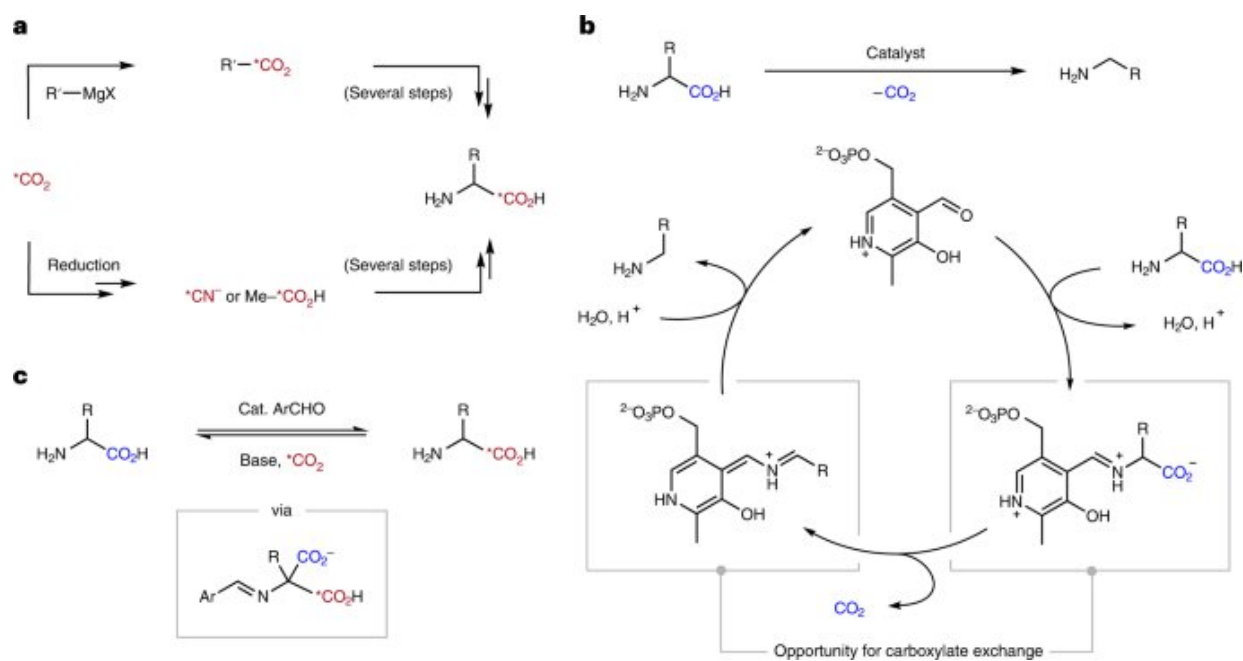 a
R′—*CO₂
R′—MgX
(Several steps)
R
*CO₂
H₂N
*CO₂H
Reduction
(Several steps)
*CN⁻ or Me–*CO₂H
b
R
H₂N
CO₂H
Catalyst
−CO₂
H₂N
R
²⁻O₃PO
O
HN
+
OH
R
H₂N
H₂O, H⁺
R
H₂N
CO₂H
H₂O, H⁺
²⁻O₃PO
+
N
H
R
HN
OH
²⁻O₃PO
R
+
N
H
CO₂⁻
HN
+
OH
CO₂
Opportunity for carboxylate exchange
c
R
H₂N
CO₂H
Cat. ArCHO
Base, *CO₂
R
H₂N
*CO₂H
via
R
CO₂⁻
Ar
N
*CO₂H